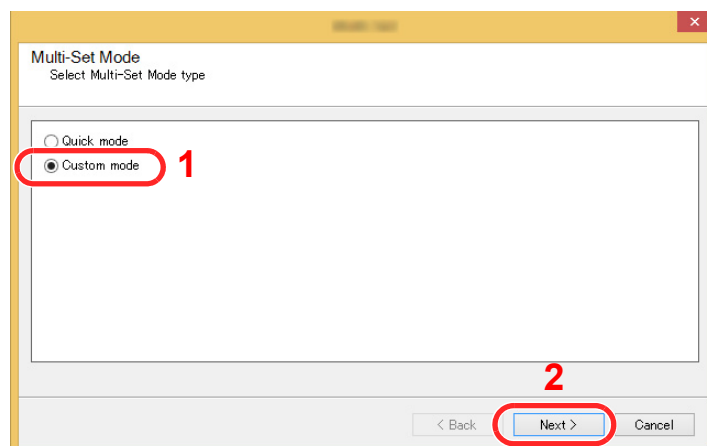 Multi-Set Mode
Select Multi-Set Mode type
Quick mode
Custom mode
1
2
< Back
Next >
Cancel